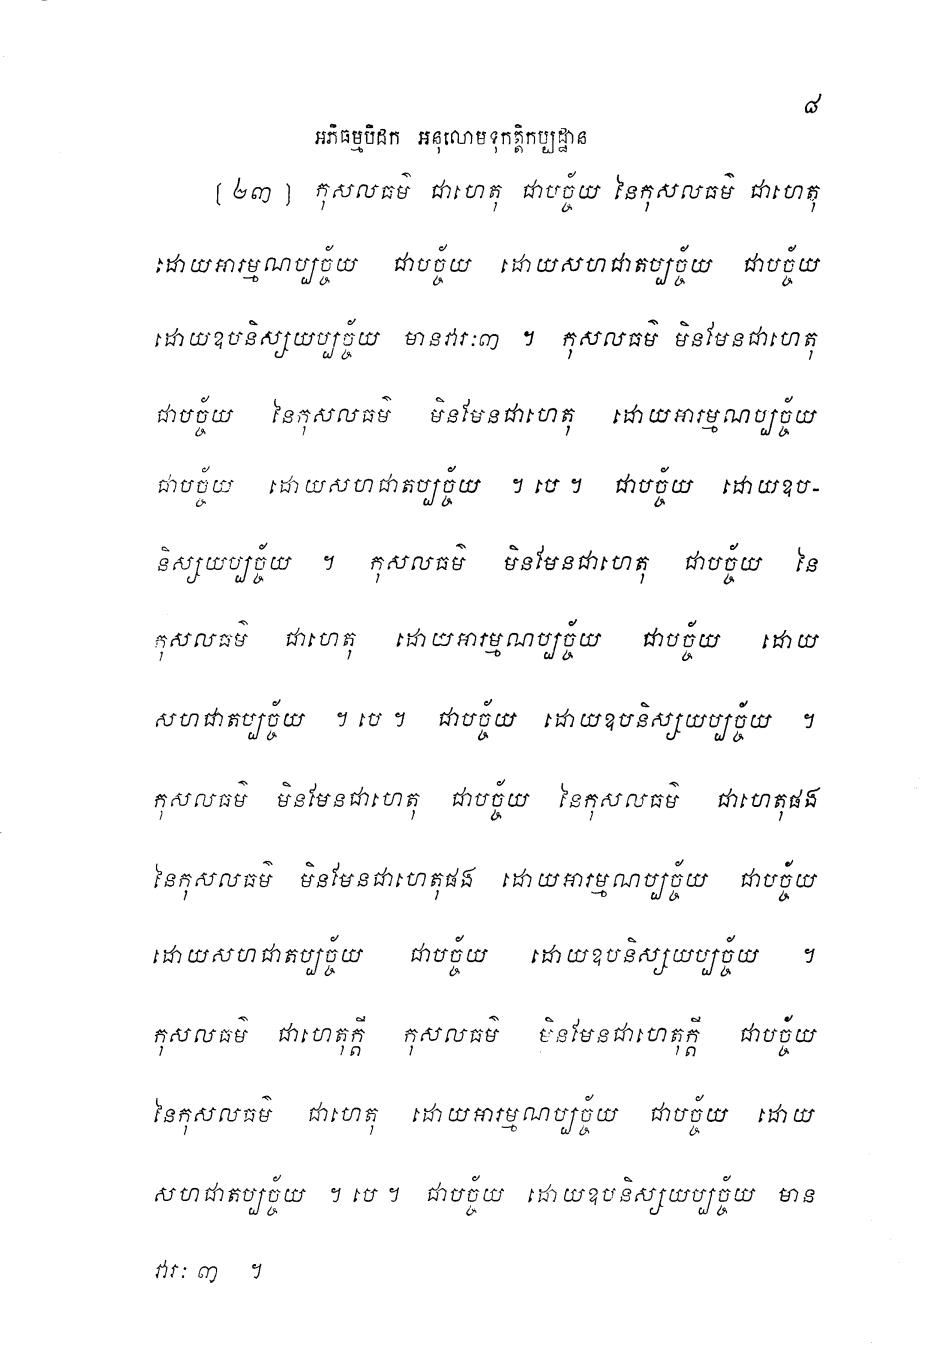 ៨
អភិធម្មបិដក អនុលោមទុកត្តិកប្បដ្ឋាន
[ ២៣ ] កុសលធម៌ ជាហេតុ ជាបច្ច័យ នៃកុសលធម៌ ជាហេតុ
ដោយអារម្មណប្បច្ច័យ ជាបច្ច័យ ដោយសហជាតប្បច្ច័យ ជាបច្ច័យ
ដោយឧបនិស្សយប្បច្ច័យ មានវារៈ៣ ។ កុសលធម៌ មិនមែនជាហេតុ
ជាបច្ច័យ នៃកុសលធម៌ មិនមែនជាហេតុ ដោយអារម្មណប្បច្ច័យ
ជាបច្ច័យ ដោយសហជាតប្បច្ច័យ ។ បេ ។ ជាបច្ច័យ ដោយឧប-
និស្សយប្បច្ច័យ ។ កុសលធម៌ មិនមែនជាហេតុ ជាបច្ច័យ នៃ
កុសលធម៌ ជាហេតុ ដោយអារម្មណប្បច្ច័យ ជាបច្ច័យ ដោយ
សហជាតប្បច្ច័យ ។ បេ ។ ជាបច្ច័យ ដោយឧបនិស្សយប្បច្ច័យ ។
កុសលធម៌ មិនមែនជាហេតុ ជាបច្ច័យ នៃកុសលធម៌ ជាហេតុផង
នៃកុសលធម៌ មិនមែនជាហេតុផង ដោយអារម្មណប្បច្ច័យ ជាបច្ច័យ
ដោយសហជាតប្បច្ច័យ ជាបច្ច័យ ដោយឧបនិស្សយប្បច្ច័យ ។
កុសលធម៌ ជាហេតុក្តី កុសលធម៌ មិនមែនជាហេតុក្តី ជាបច្ច័យ
នៃកុសលធម៌ ជាហេតុ ដោយអារម្មណប្បច្ច័យ ជាបច្ច័យ ដោយ
សហជាតប្បច្ច័យ ។ បេ ។ ជាបច្ច័យ ដោយឧបនិស្សយប្បច្ច័យ មាន
វារៈ ៣ ។